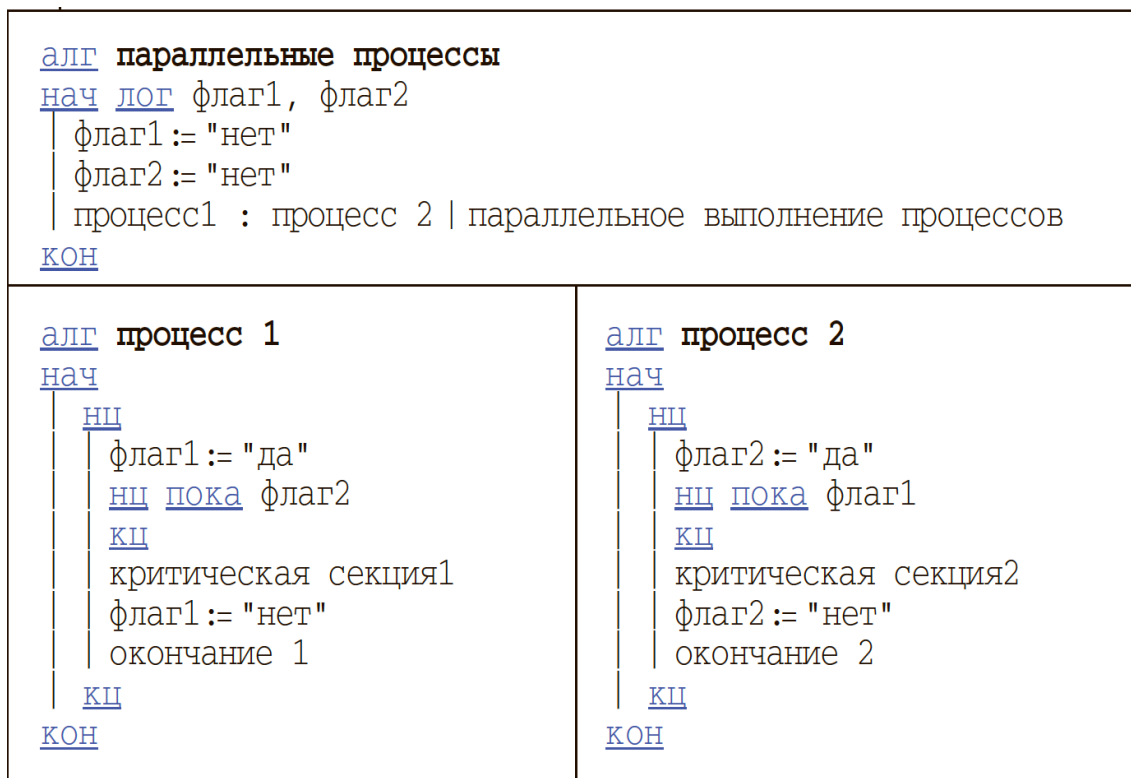 алг параллельные процессы
нач лог флаг1, флаг2
флаг1:= "нет"
флаг2:= "нет"
процесс1 : процесс 2 | параллельное выполнение процессов
кон
алг процесс 1
нач
нц
флаг1:= "да"
нц пока флаг2
кц
критическая секция1
флаг1:= "нет"
окончание 1
кц
кон
алг процесс 2
нач
нц
флаг2:= "да"
нц пока флаг1
кц
критическая секция2
флаг2:= "нет"
окончание 2
кц
кон